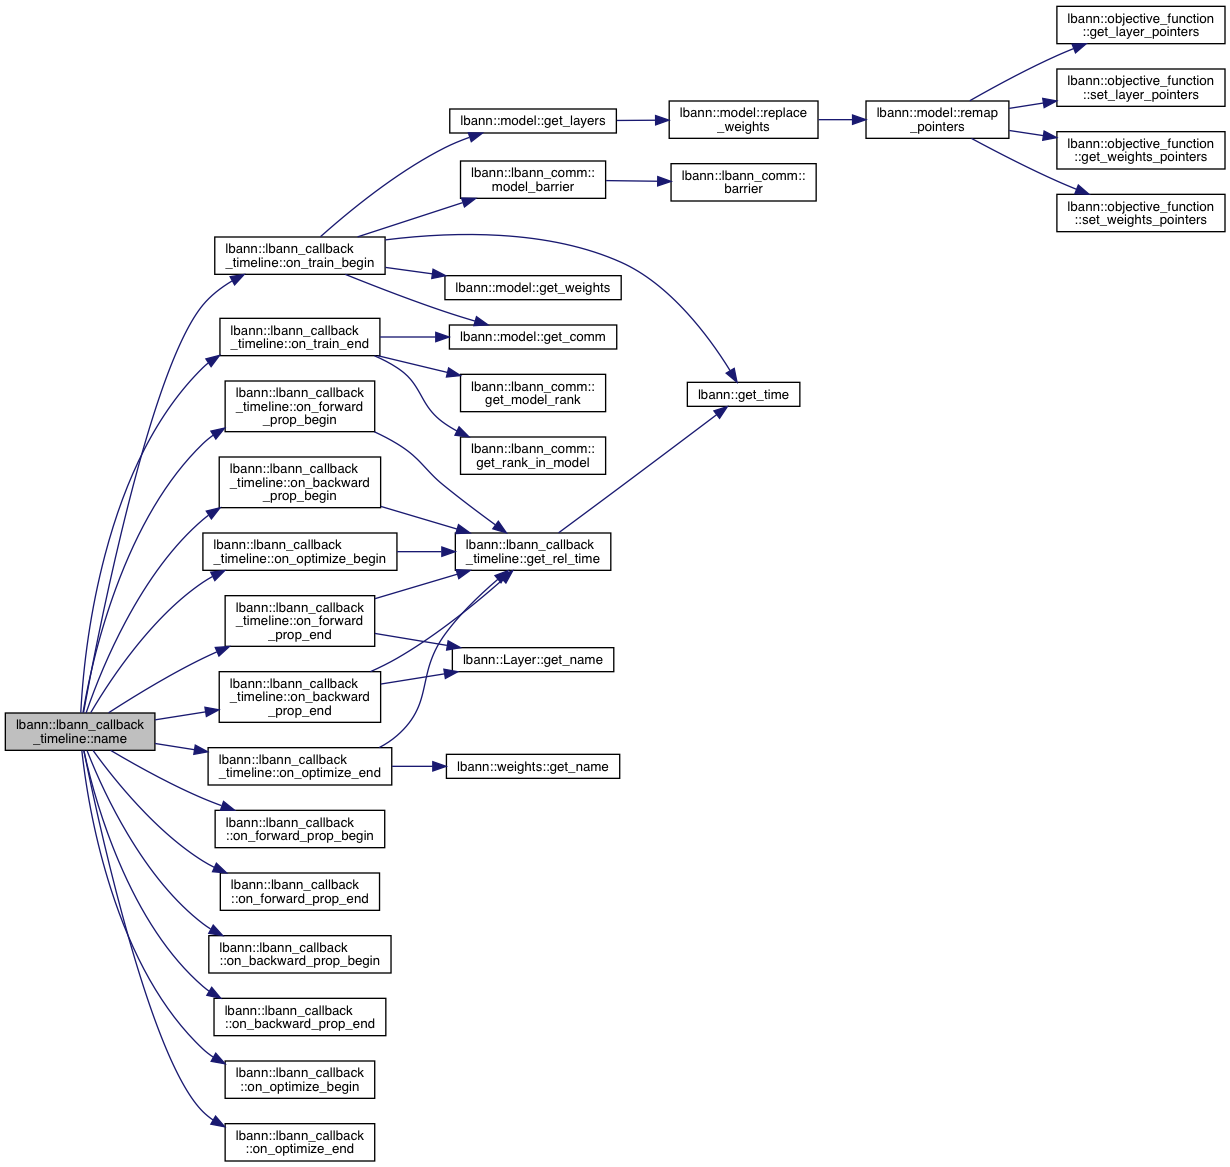 lbann::lbann_callback
_timeline::name
lbann::lbann_callback
_timeline::on_train_begin
lbann::lbann_callback
_timeline::on_train_end
lbann::lbann_callback
_timeline::on_forward
_prop_begin
lbann::lbann_callback
_timeline::on_backward
_prop_begin
lbann::lbann_callback
_timeline::on_optimize_begin
lbann::lbann_callback
_timeline::on_forward
_prop_end
lbann::lbann_callback
_timeline::on_backward
_prop_end
lbann::lbann_callback
_timeline::on_optimize_end
lbann::lbann_callback
::on_forward_prop_begin
lbann::lbann_callback
::on_forward_prop_end
lbann::lbann_callback
::on_backward_prop_begin
lbann::lbann_callback
::on_backward_prop_end
lbann::lbann_callback
::on_optimize_begin
lbann::lbann_callback
::on_optimize_end
lbann::model::get_layers
lbann::lbann_comm::
model_barrier
lbann::model::get_weights
lbann::model::get_comm
lbann::lbann_comm::
get_model_rank
lbann::lbann_comm::
get_rank_in_model
lbann::lbann_callback
_timeline::get_rel_time
lbann::Layer::get_name
lbann::weights::get_name
lbann::model::replace
_weights
lbann::lbann_comm::
barrier
lbann::get_time
lbann::model::remap
_pointers
lbann::objective_function
::get_layer_pointers
lbann::objective_function
::set_layer_pointers
lbann::objective_function
::get_weights_pointers
lbann::objective_function
::set_weights_pointers